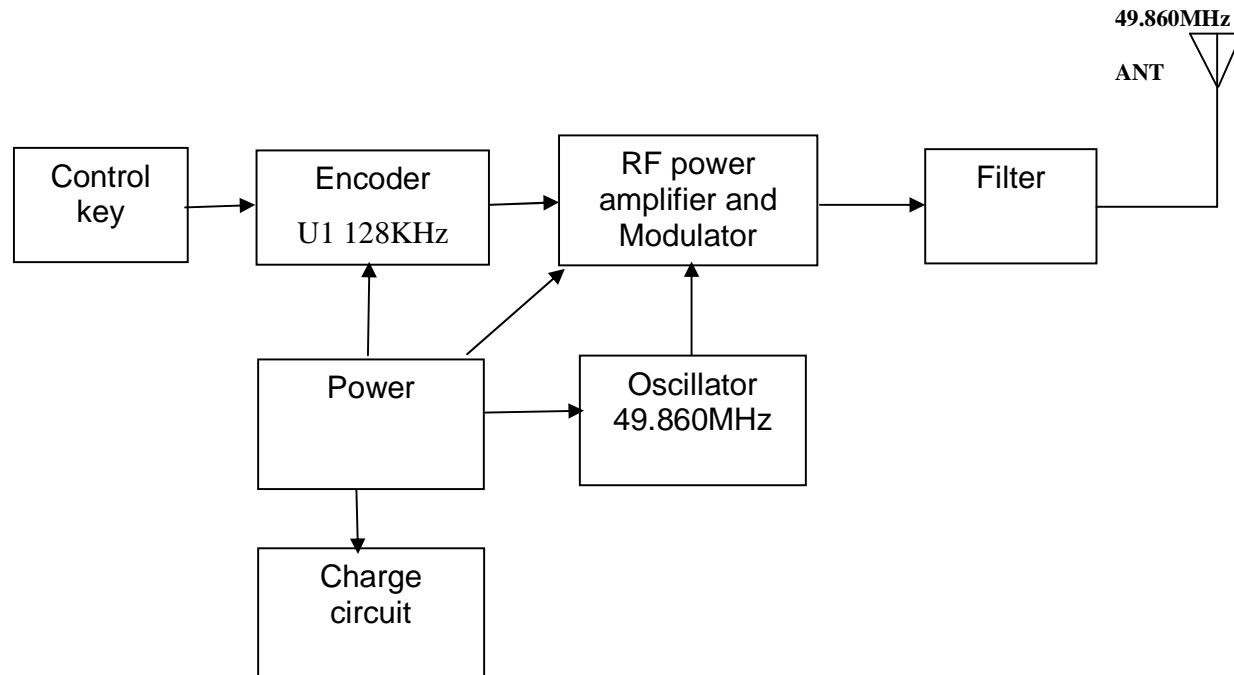 49.860MHz
ANT
Control
key
Encoder
U1 128KHz
RF power
amplifier and
Modulator
Filter
Power
Oscillator
49.860MHz
Charge
circuit